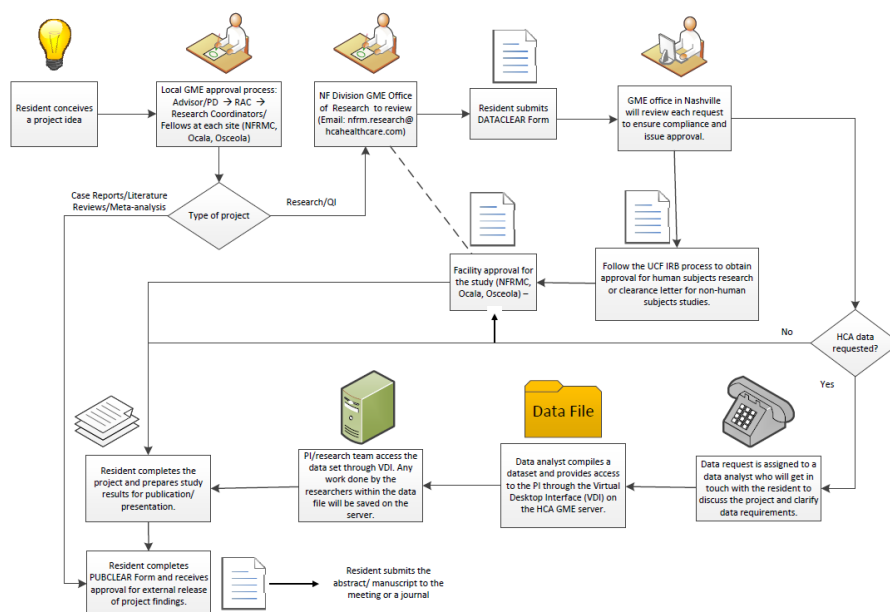 Resident conceives
a project idea
Local GME approval process:
Advisor/PD → RAC →
Research Coordinators/
Fellows at each site (NFRMC,
Ocala, Osceola)
NF Division GME Office
of Research to review
(Email: nfrm.research@
hcahealthcare.com)
Resident submits
DATACLEAR Form
GME office in Nashville
will review each request
to ensure compliance and
issue approval.
Case Reports/Literature
Reviews/Meta-analysis
Type of project
Research/QI
Facility approval for
the study (NFRMC,
Ocala, Osceola) –
Follow the UCF IRB process to obtain
approval for human subjects research
or clearance letter for non-human
subjects studies.
No
HCA data
requested?
Yes
Data File
Resident completes the
project and prepares study
results for publication/
presentation.
PI/research team access the
data set through VDI. Any
work done by the
researchers within the data
file will be saved on the
server.
Data analyst compiles a
dataset and provides access
to the PI through the Virtual
Desktop Interface (VDI) on
the HCA GME server.
Data request is assigned to a
data analyst who will get in
touch with the resident to
discuss the project and clarify
data requirements.
Resident completes
PUBCLEAR Form and receives
approval for external release
of project findings.
Resident submits the
abstract/ manuscript to the
meeting or a journal